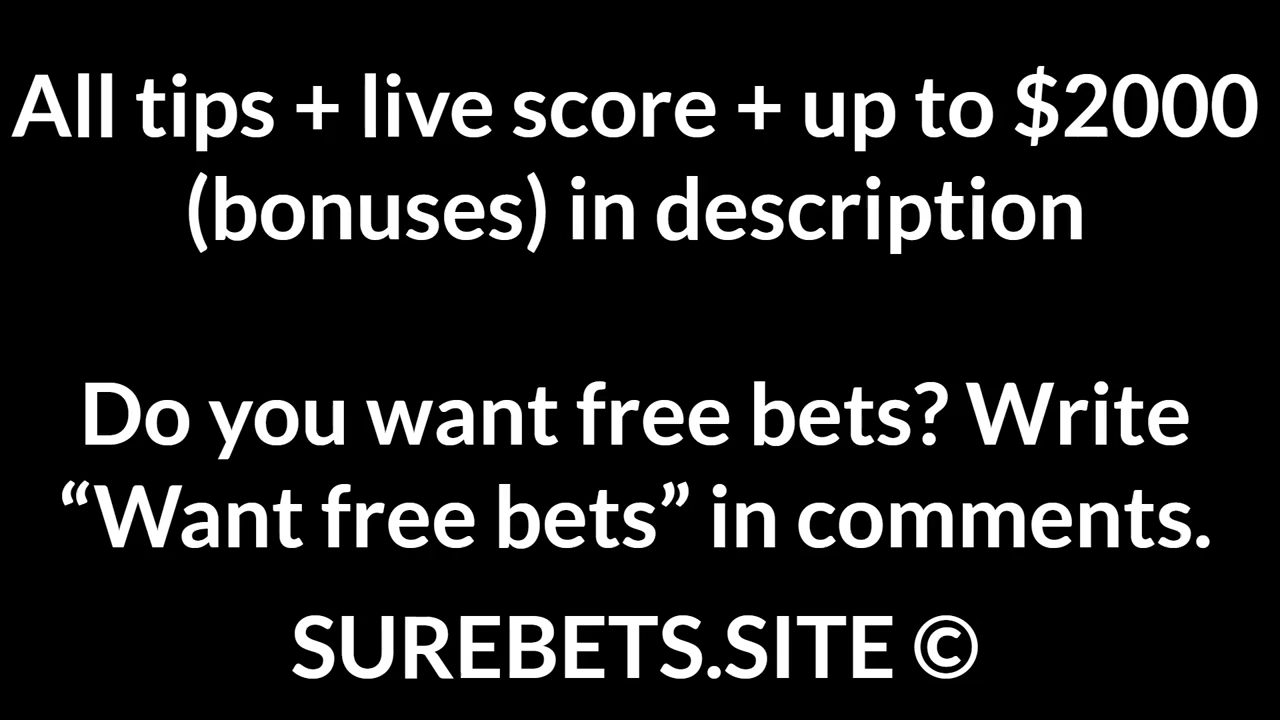 All tips + live score + up to $2000
(bonuses) in description
Do you want free bets? Write
“Want free bets” in comments.
SUREBETS.SITE ©